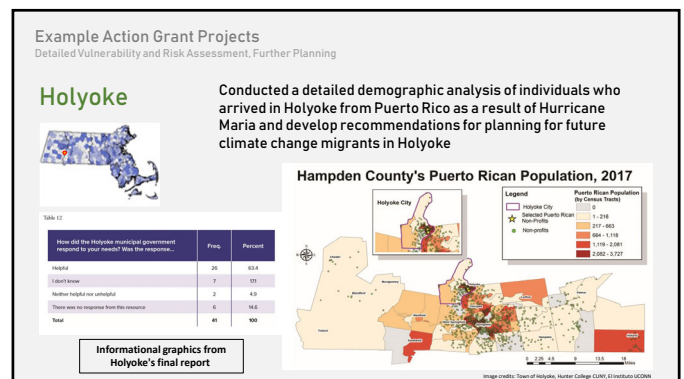 Example Action Grant Projects
Detailed Vulnerability and Risk Assessment, Further Planning
Holyoke
Conducted a detailed demographic analysis of individuals who
arrived in Holyoke from Puerto Rico as a result of Hurricane
Maria and develop recommendations for planning for future
climate change migrants in Holyoke
Table 12
How did the Holyoke municipal government
respond to your needs? Was the response...
Freq.
Percent
Helpful 26 63.4
I don't know 7 17.1
Neither helpful nor unhelpful 2 4.9
There was no response from this resource 6 14.6
Total 41 100
Informational graphics from
Holyoke's final report
Hampden County's Puerto Rican Population, 2017
Holyoke City
Legend
Holyoke City
Selected Puerto Rican
Non-Profits
Non-profits
Puerto Rican Population
(by Census Tracts)
0
1 - 216
217 - 663
664 - 1,118
1,119 - 2,081
2,082 - 3,727
0 2.25 4.5 9 13.5 18
Miles
Image credits: Town of Holyoke, Hunter College CUNY, El Instituto UCONN